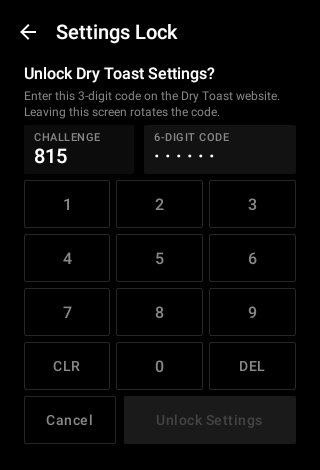 Settings Lock
Unlock Dry Toast Settings?
Enter this 3-digit code on the Dry Toast website.
Leaving this screen rotates the code.
CHALLENGE
815
6-DIGIT CODE
······
1 2 3
4 5 6
7 8 9
CLR 0 DEL
Cancel Unlock Settings